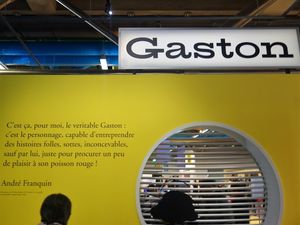 Gaston
C'est ça, pour moi, le veritable Gaston :
c'est le personnage, capable d'entreprendre
des histoires folles, sottes, inconcevables,
sauf par lui, juste pour procurer un peu
de plaisir à son poisson rouge !
André Franquin